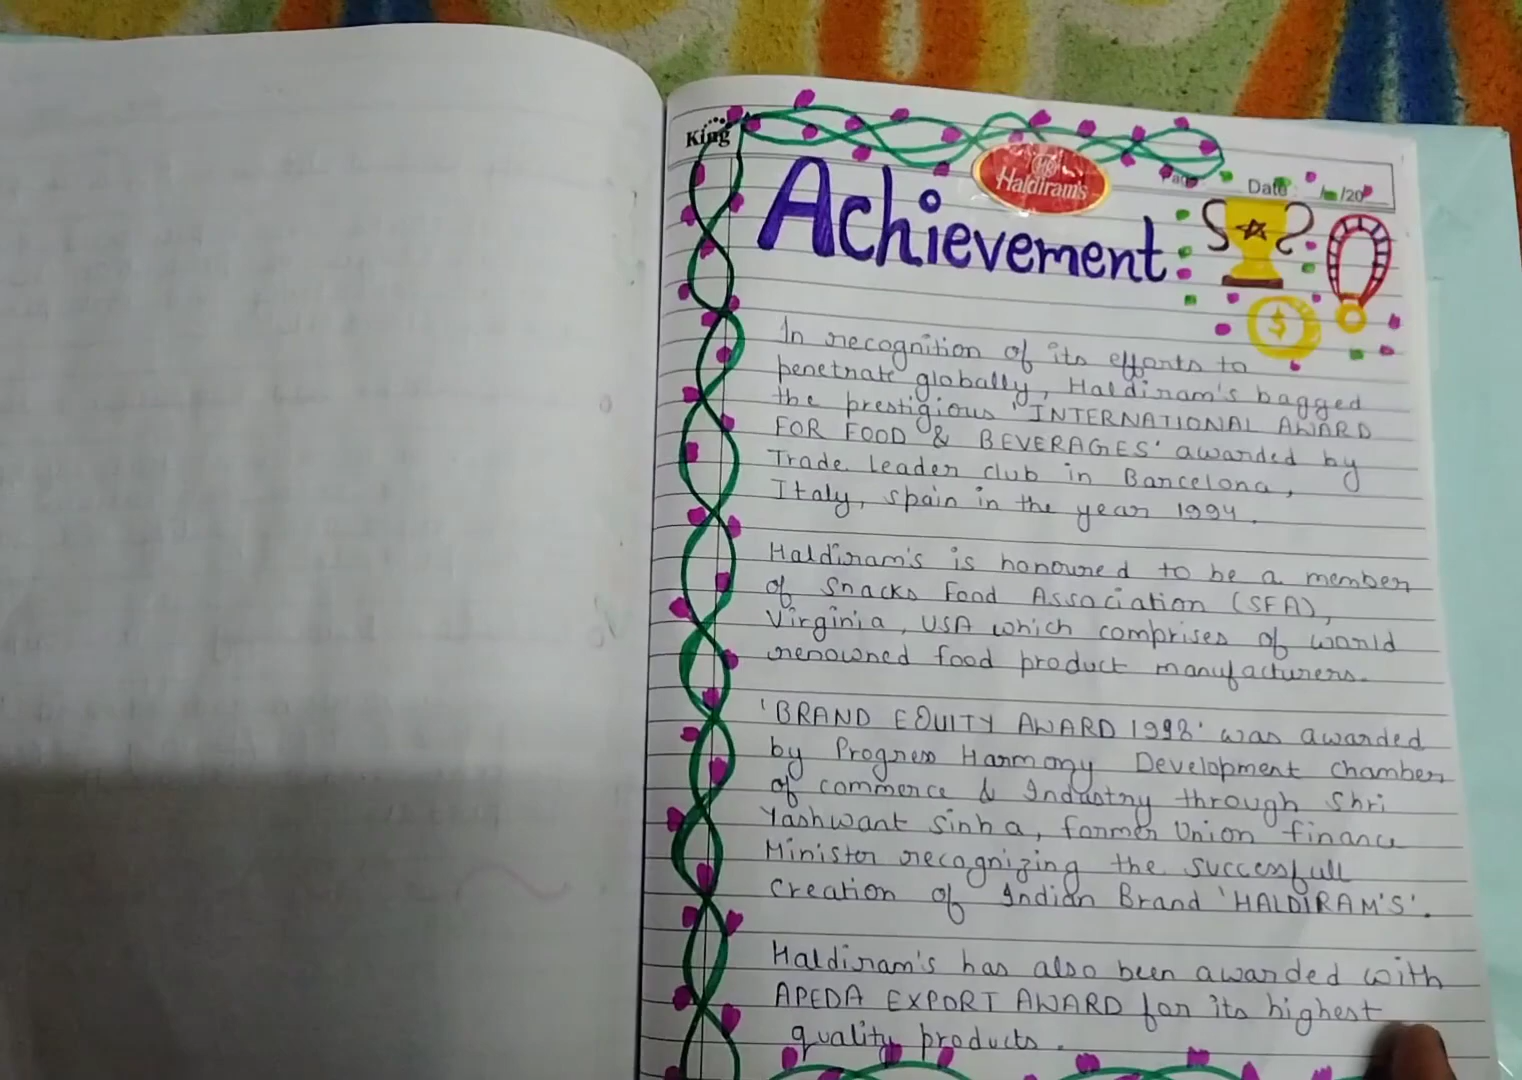 King
Haldiram's
Page
Date : / /20
Achievement
$
In recognition of its efforts to
penetrate globally, Haldiram's bagged
the prestigious 'INTERNATIONAL AWARD
FOR FOOD & BEVERAGES' awarded by
Trade Leader club in Barcelona,
Italy, spain in the year 1994.
Haldiram's is honoured to be a member
of Snacks Food Association (SFA),
Virginia, USA which comprises of world
renowned food product manufacturers.
'BRAND EQUITY AWARD 1998' was awarded
by Progress Harmony Development chamber
of commerce & Industry through Shri
Yashwant Sinha, former Union finance
Minister recognizing the successfull
creation of Indian Brand 'HALDIRAM'S'.
Haldiram's has also been awarded with
APEDA EXPORT AWARD for its highest
quality products.